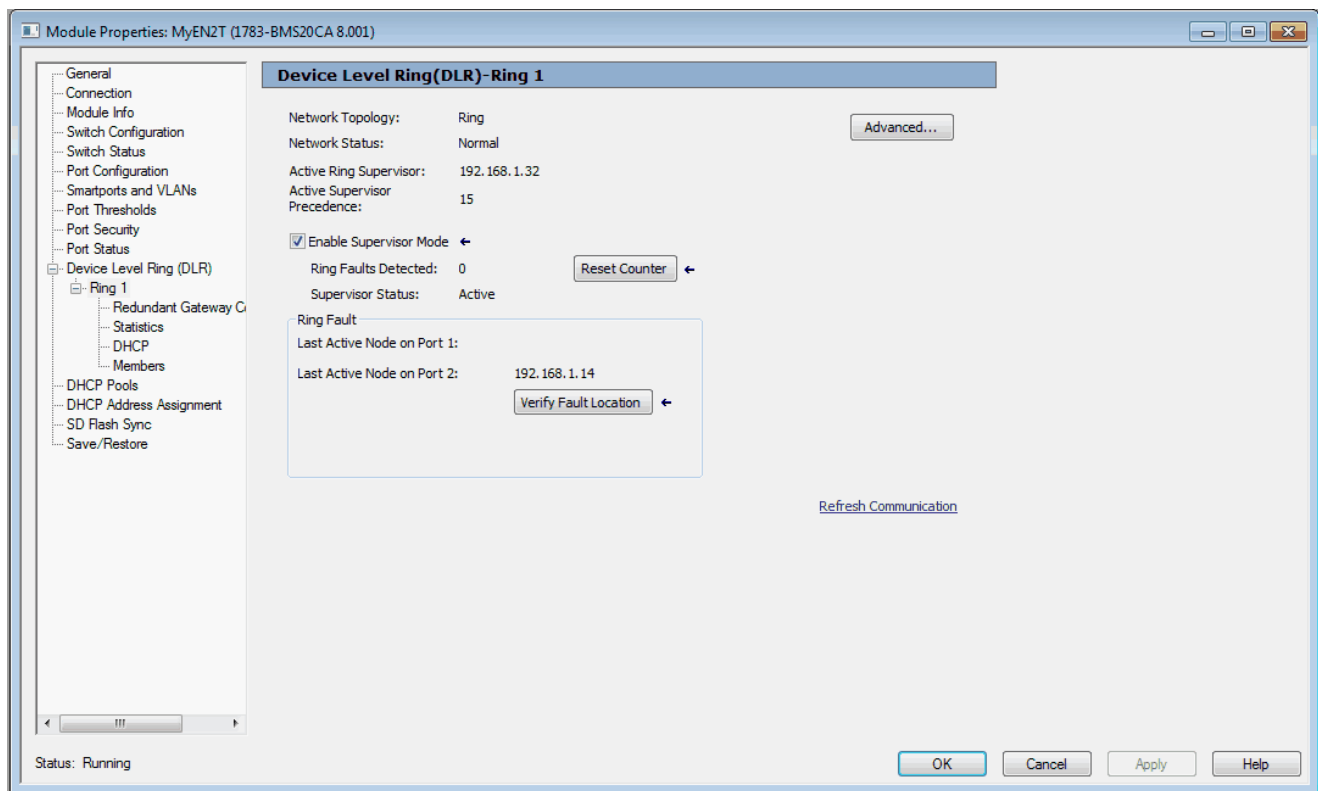 Module Properties: MyEN2T (1783-BMS20CA 8.001)
General
Connection
Module Info
Switch Configuration
Switch Status
Port Configuration
Smartports and VLANs
Port Thresholds
Port Security
Port Status
Device Level Ring (DLR)
Ring 1
Redundant Gateway C
Statistics
DHCP
Members
DHCP Pools
DHCP Address Assignment
SD Flash Sync
Save/Restore
Device Level Ring(DLR)-Ring 1
Network Topology: Ring
Advanced...
Network Status: Normal
Active Ring Supervisor: 192.168.1.32
Active Supervisor
Precedence: 15
Enable Supervisor Mode
Ring Faults Detected: 0 Reset Counter
Supervisor Status: Active
Ring Fault
Last Active Node on Port 1:
Last Active Node on Port 2: 192.168.1.14
Verify Fault Location
Refresh Communication
Status: Running
OK Cancel Apply Help